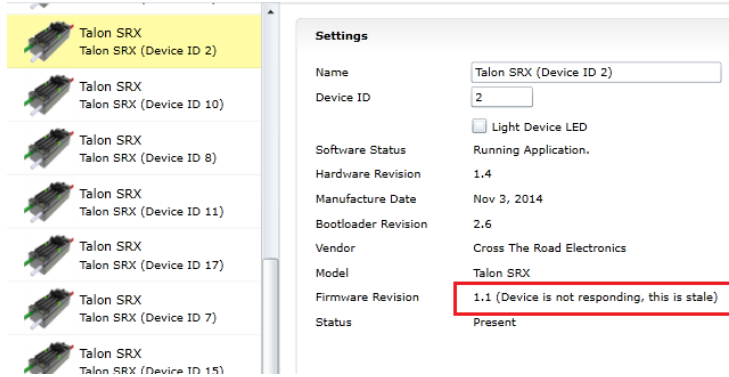 Talon SRX
Talon SRX (Device ID 2)
Talon SRX
Talon SRX (Device ID 10)
Talon SRX
Talon SRX (Device ID 8)
Talon SRX
Talon SRX (Device ID 11)
Talon SRX
Talon SRX (Device ID 17)
Talon SRX
Talon SRX (Device ID 7)
Talon SRX
Talon SRX (Device ID 15)
Settings
Name Talon SRX (Device ID 2)
Device ID 2
Light Device LED
Software Status Running Application.
Hardware Revision 1.4
Manufacture Date Nov 3, 2014
Bootloader Revision 2.6
Vendor Cross The Road Electronics
Model Talon SRX
Firmware Revision 1.1 (Device is not responding, this is stale)
Status Present